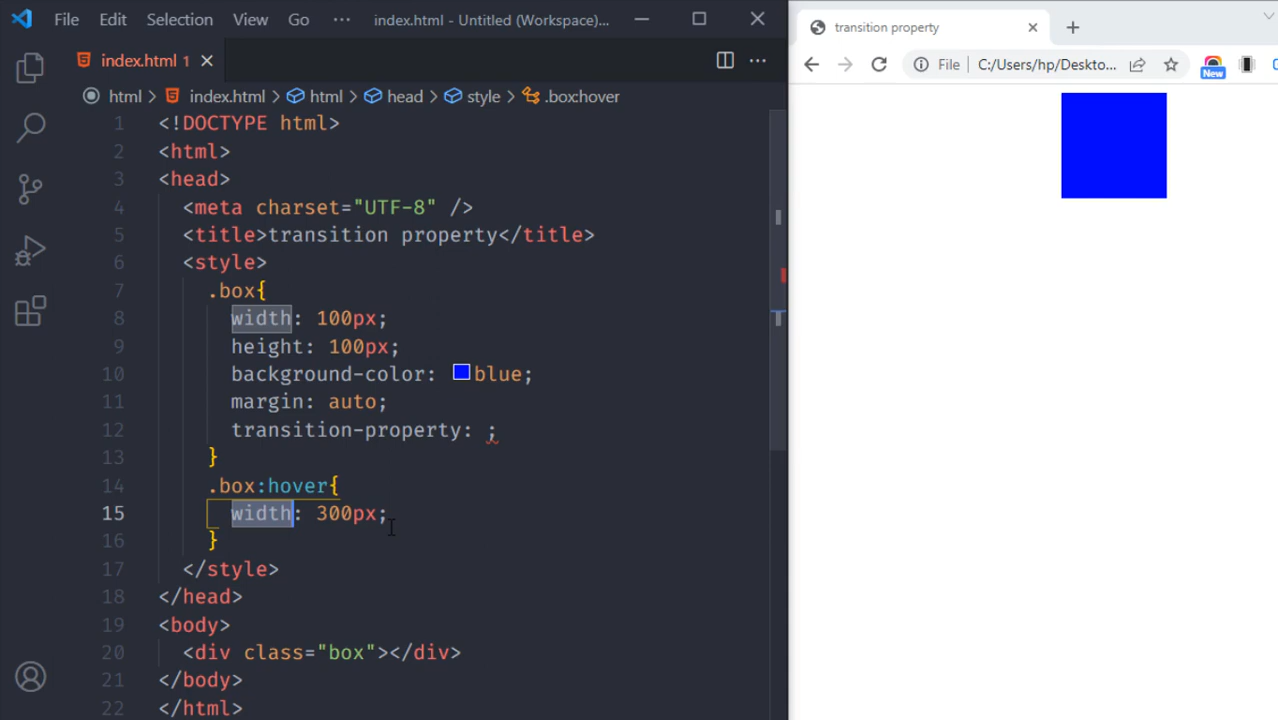 File Edit Selection View Go ··· index.html - Untitled (Workspace)...
index.html 1
html > index.html > html > head > style > .box:hover
1 <!DOCTYPE html>
2 <html>
3 <head>
4 <meta charset="UTF-8" />
5 <title>transition property</title>
6 <style>
7 .box{
8 width: 100px;
9 height: 100px;
10 background-color: blue;
11 margin: auto;
12 transition-property: ;
13 }
14 .box:hover{
15 width: 300px;
16 }
17 </style>
18 </head>
19 <body>
20 <div class="box"></div>
21 </body>
22 </html>
transition property
File | C:/Users/hp/Deskto...
New